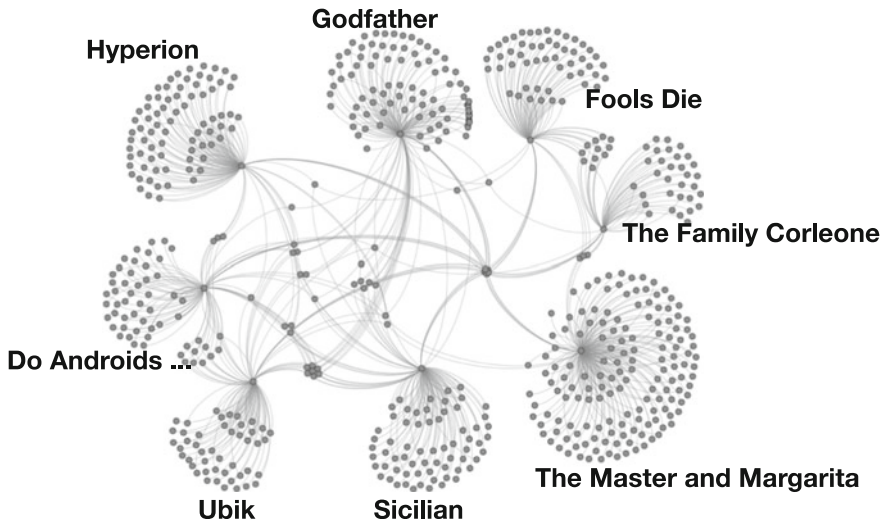 Godfather
Hyperion
Fools Die
The Family Corleone
Do Androids ...
The Master and Margarita
Ubik
Sicilian